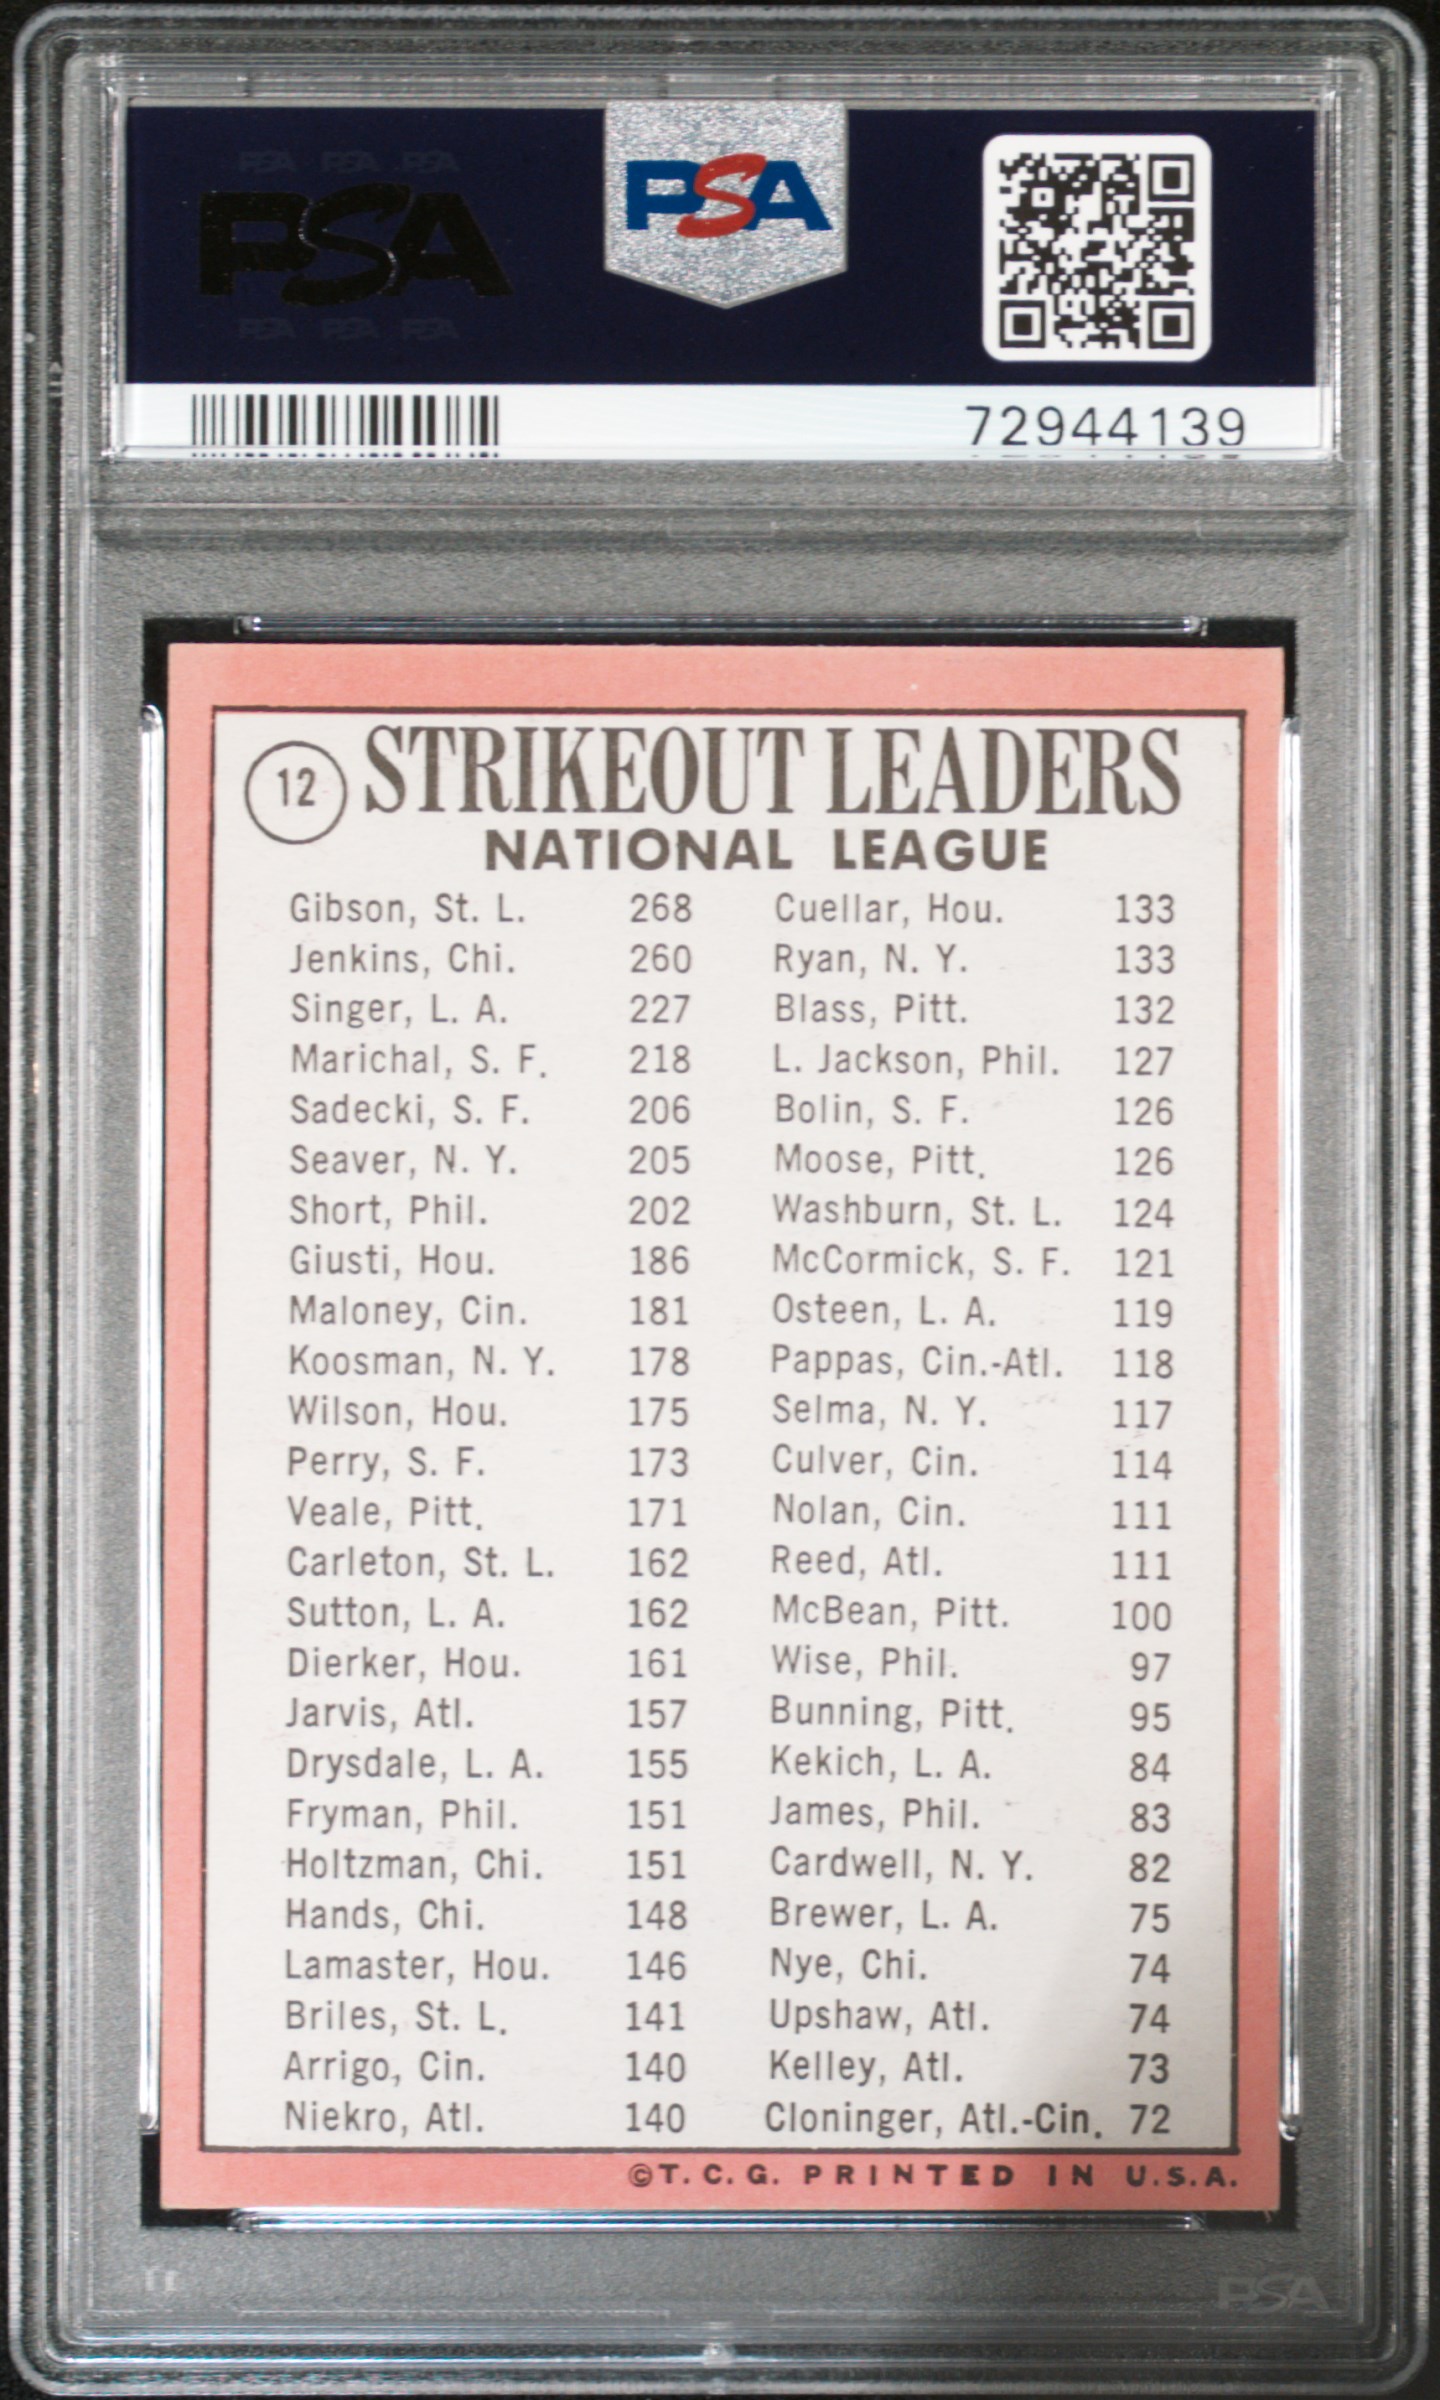 PSA PSA PSA
PSA
PSA
PSA PSA PSA
72944139
12 STRIKEOUT LEADERS
NATIONAL LEAGUE
Gibson, St. L. 268 Cuellar, Hou. 133
Jenkins, Chi. 260 Ryan, N. Y. 133
Singer, L. A. 227 Blass, Pitt. 132
Marichal, S. F. 218 L. Jackson, Phil. 127
Sadecki, S. F. 206 Bolin, S. F. 126
Seaver, N. Y. 205 Moose, Pitt. 126
Short, Phil. 202 Washburn, St. L. 124
Giusti, Hou. 186 McCormick, S. F. 121
Maloney, Cin. 181 Osteen, L. A. 119
Koosman, N. Y. 178 Pappas, Cin.-Atl. 118
Wilson, Hou. 175 Selma, N. Y. 117
Perry, S. F. 173 Culver, Cin. 114
Veale, Pitt. 171 Nolan, Cin. 111
Carleton, St. L. 162 Reed, Atl. 111
Sutton, L. A. 162 McBean, Pitt. 100
Dierker, Hou. 161 Wise, Phil. 97
Jarvis, Atl. 157 Bunning, Pitt. 95
Drysdale, L. A. 155 Kekich, L. A. 84
Fryman, Phil. 151 James, Phil. 83
Holtzman, Chi. 151 Cardwell, N. Y. 82
Hands, Chi. 148 Brewer, L. A. 75
Lamaster, Hou. 146 Nye, Chi. 74
Briles, St. L. 141 Upshaw, Atl. 74
Arrigo, Cin. 140 Kelley, Atl. 73
Niekro, Atl. 140 Cloninger, Atl.-Cin. 72
©T.C.G. PRINTED IN U.S.A.
PSA